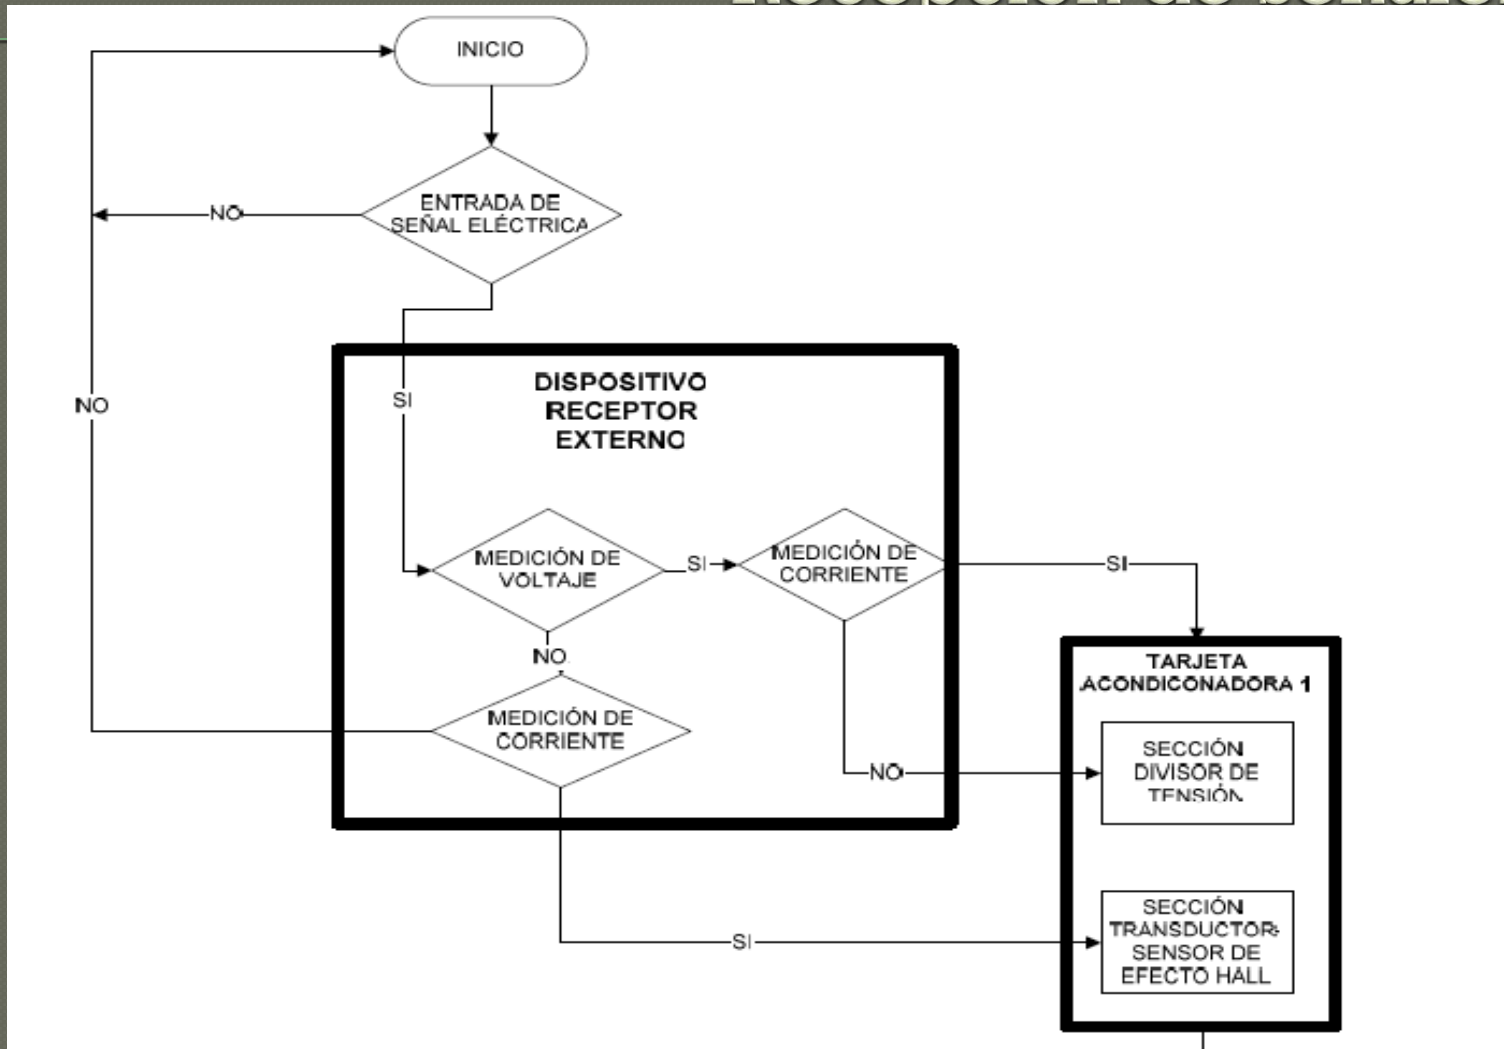 INICIO
ENTRADA DE
SEÑAL ELÉCTRICA
NO
SI
NO
DISPOSITIVO
RECEPTOR
EXTERNO
MEDICIÓN DE
VOLTAJE
SI
MEDICIÓN DE
CORRIENTE
SI
NO
MEDICIÓN DE
CORRIENTE
NO
SI
TARJETA
ACONDICONADORA 1
SECCIÓN
DIVISOR DE
TENSIÓN
SECCIÓN
TRANSDUCTOR-
SENSOR DE
EFECTO HALL